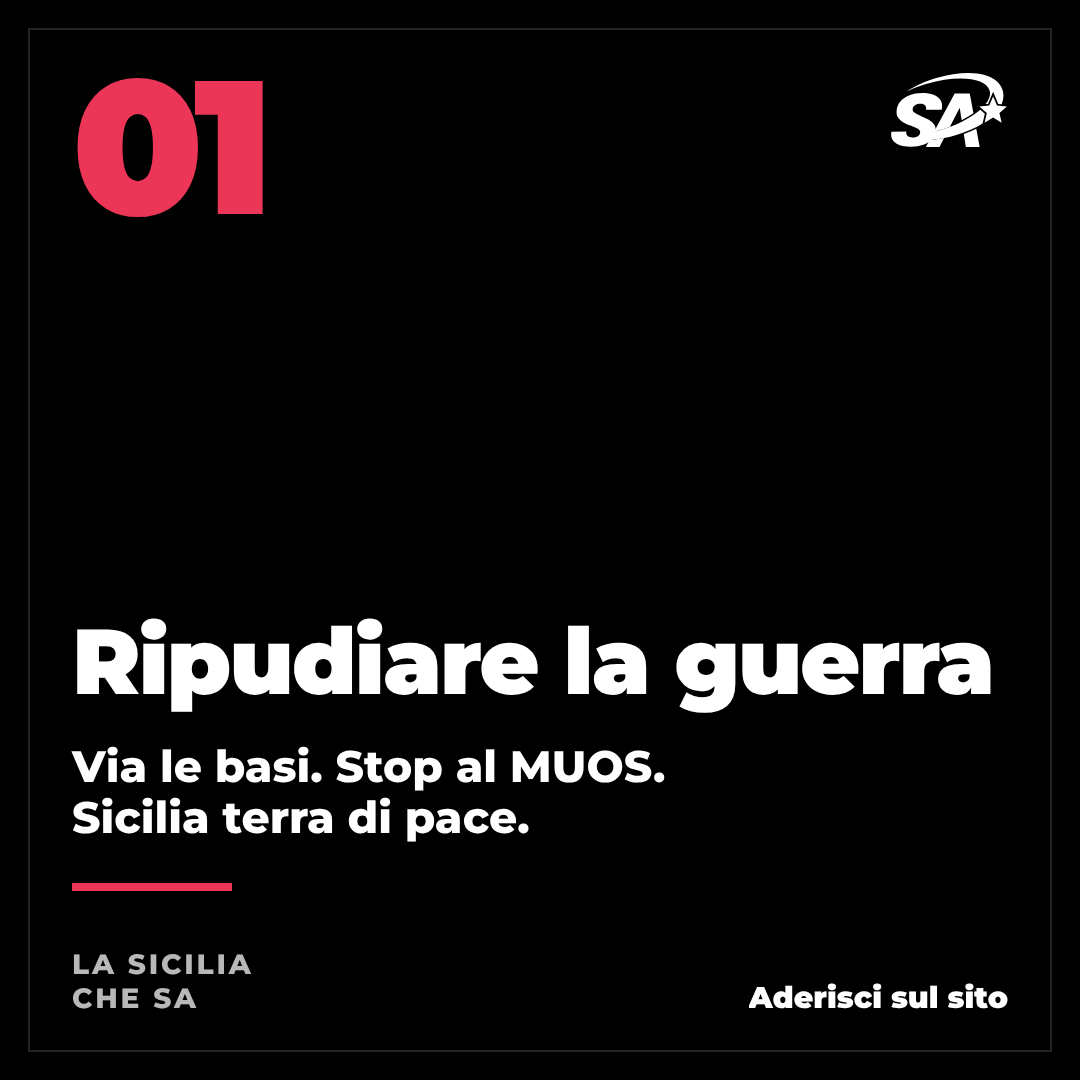 01
SA
Ripudiare la guerra
Via le basi. Stop al MUOS.
Sicilia terra di pace.
LA SICILIA
CHE SA
Aderisci sul sito